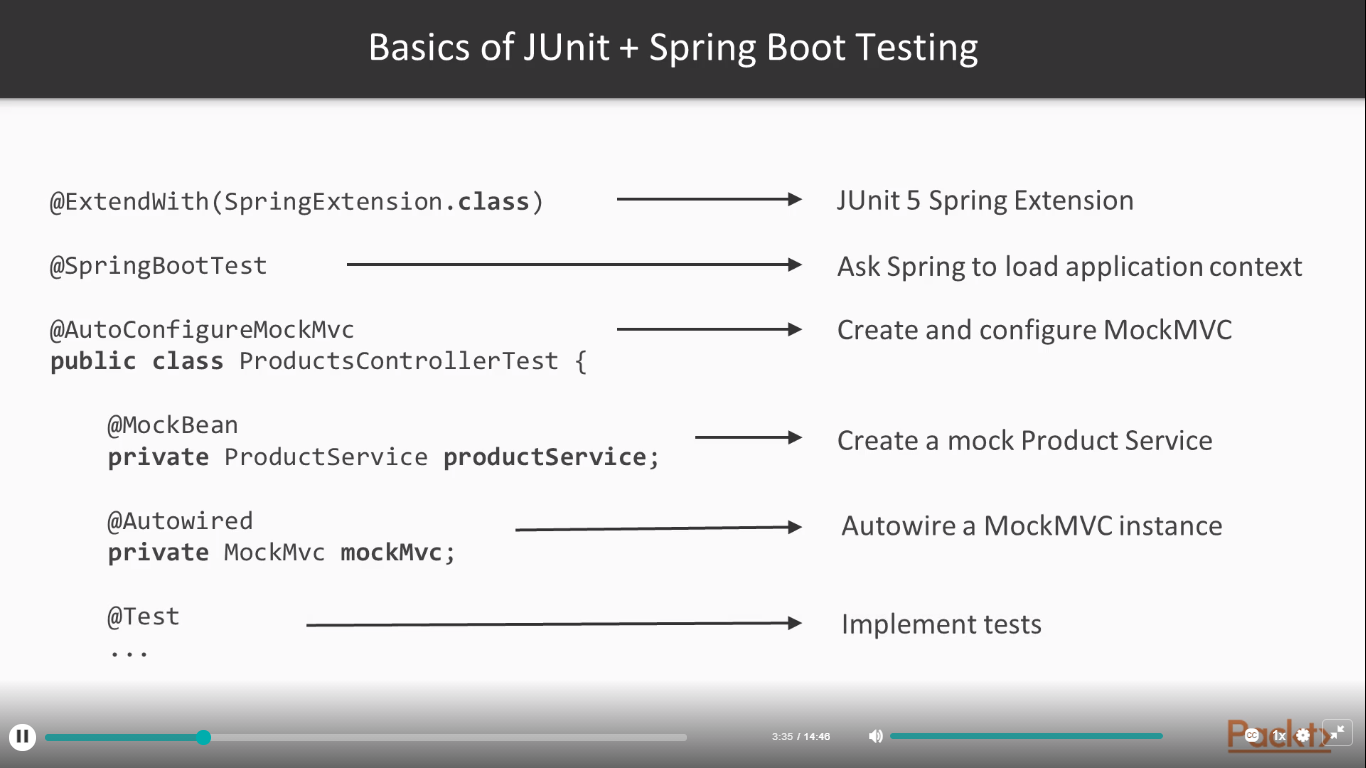 Basics of JUnit + Spring Boot Testing
@ExtendWith(SpringExtension.class)
JUnit 5 Spring Extension
@SpringBootTest
Ask Spring to load application context
@AutoConfigureMockMvc
Create and configure MockMVC
public class ProductsControllerTest {
@MockBean
private ProductService productService;
Create a mock Product Service
@Autowired
private MockMvc mockMvc;
Autowire a MockMVC instance
@Test
Implement tests
...
3:35 / 14:46
Packt>
CC
1x